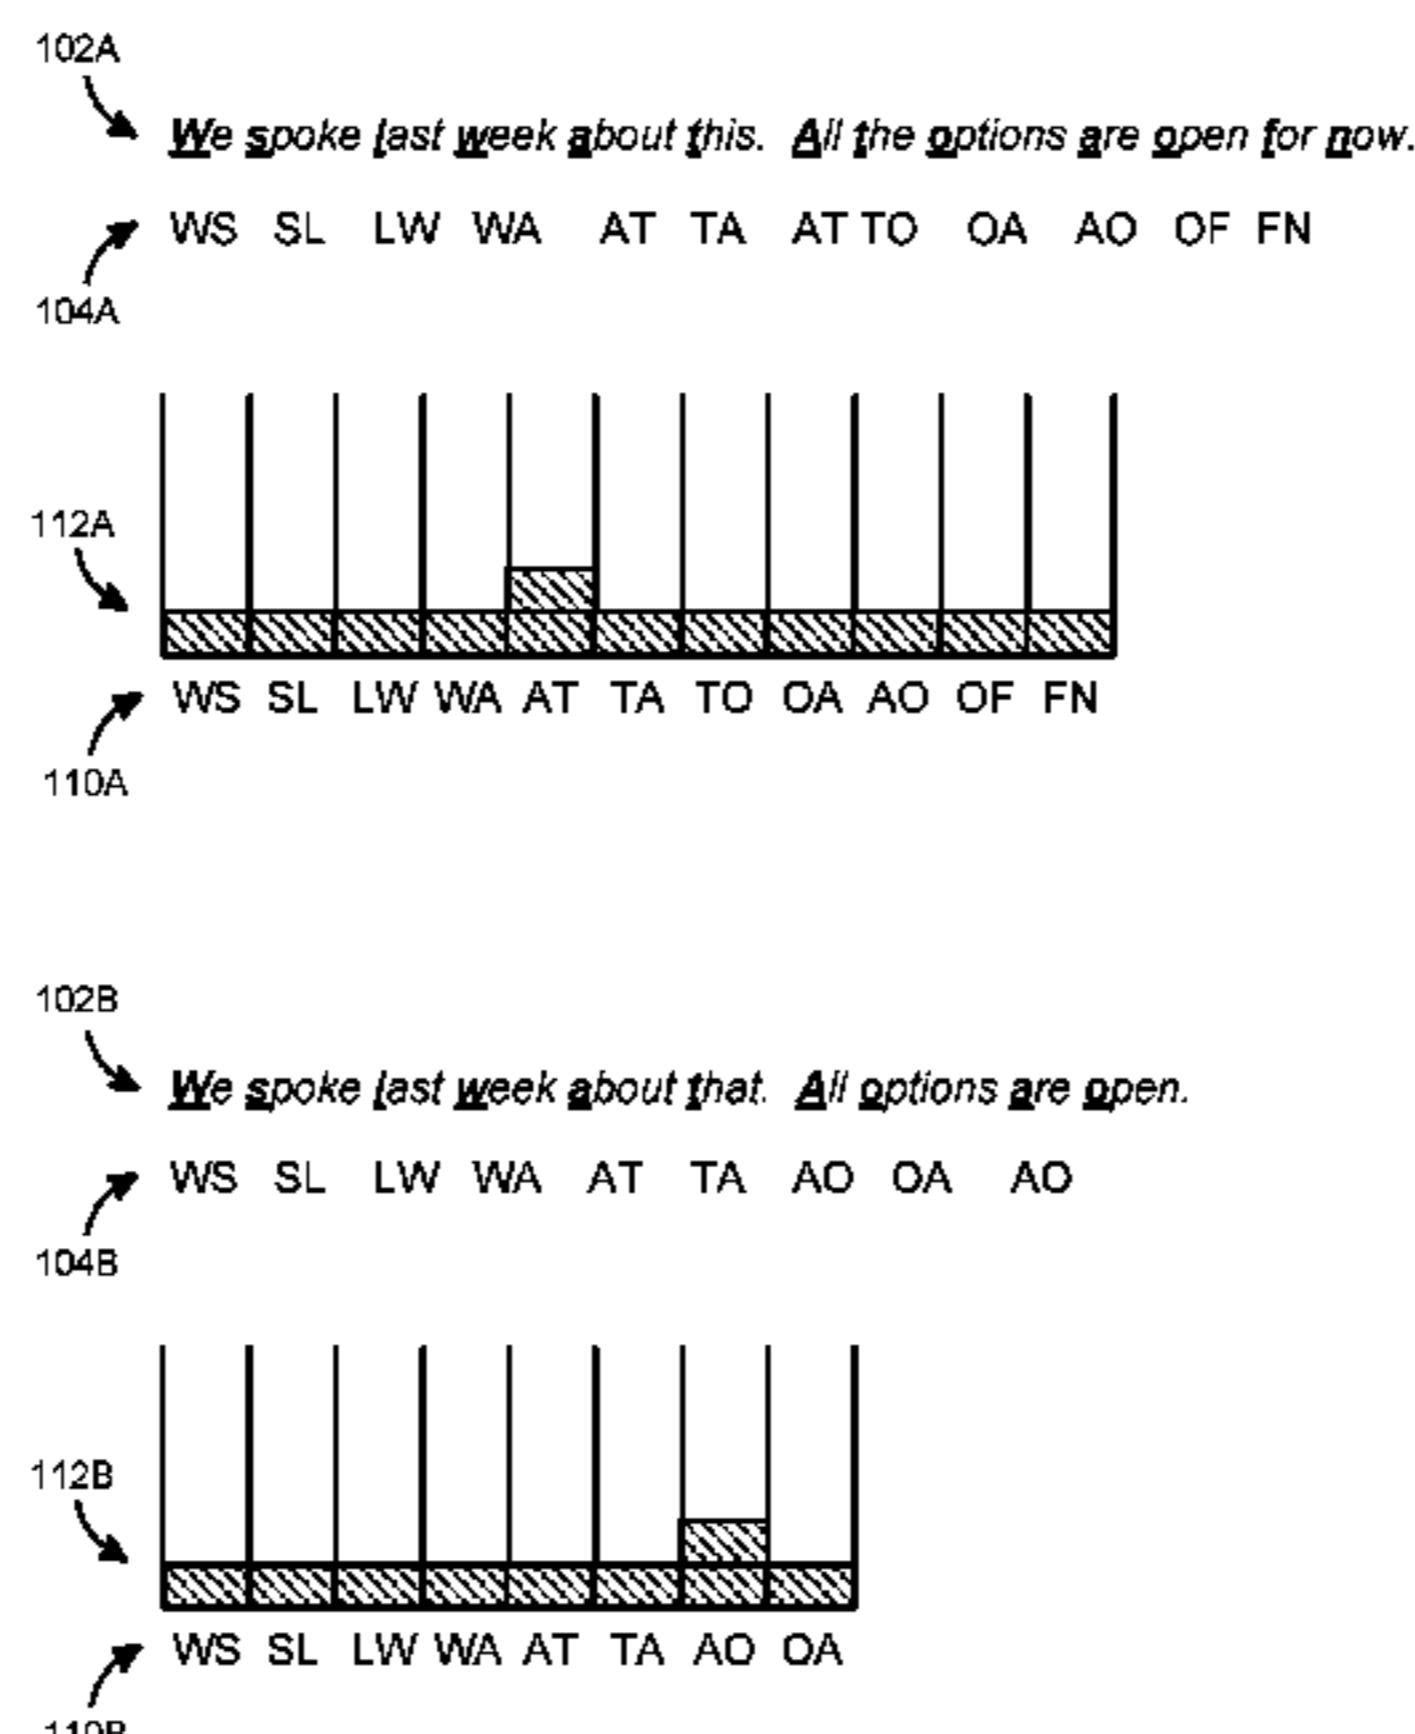 102A
We spoke last week about this. All the options are open for now.
WS SL LW WA AT TA AT TO OA AO OF FN
104A
112A
WS SL LW WA AT TA TO OA AO OF FN
110A
102B
We spoke last week about that. All options are open.
WS SL LW WA AT TA AO OA AO
104B
112B
WS SL LW WA AT TA AO OA
110B